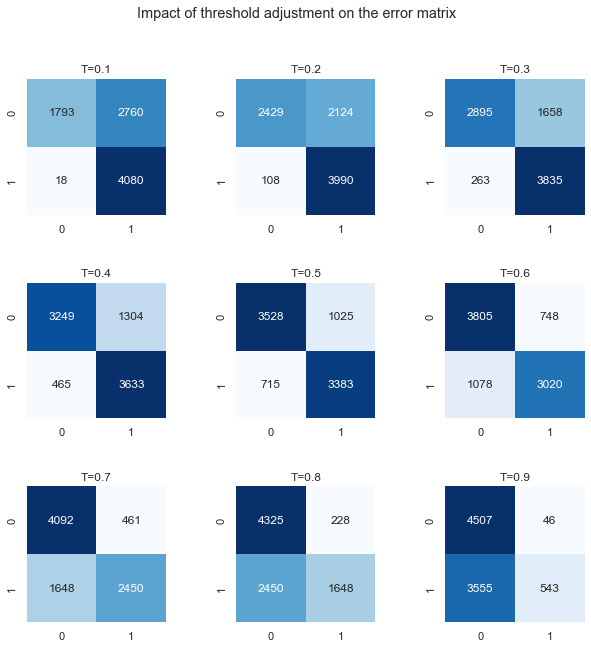 Impact of threshold adjustment on the error matrix
T=0.1 T=0.2 T=0.3
0 1793 2760 0 2429 2124 0 2895 1658
1 18 4080 1 108 3990 1 263 3835
0 1 0 1 0 1
T=0.4 T=0.5 T=0.6
0 3249 1304 0 3528 1025 0 3805 748
1 465 3633 1 715 3383 1 1078 3020
0 1 0 1 0 1
T=0.7 T=0.8 T=0.9
0 4092 461 0 4325 228 0 4507 46
1 1648 2450 1 2450 1648 1 3555 543
0 1 0 1 0 1